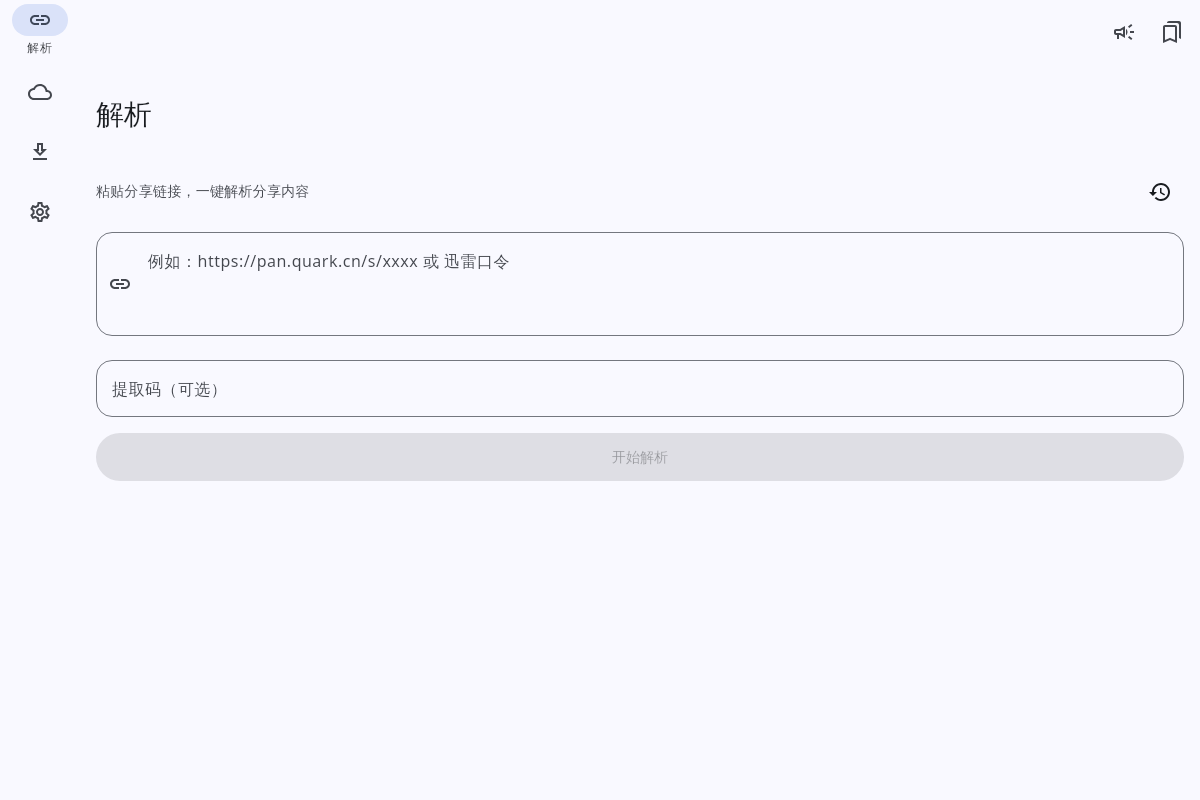 解析
解析
粘贴分享链接，一键解析分享内容
例如：https://pan.quark.cn/s/xxxx 或 迅雷口令
提取码（可选）
开始解析